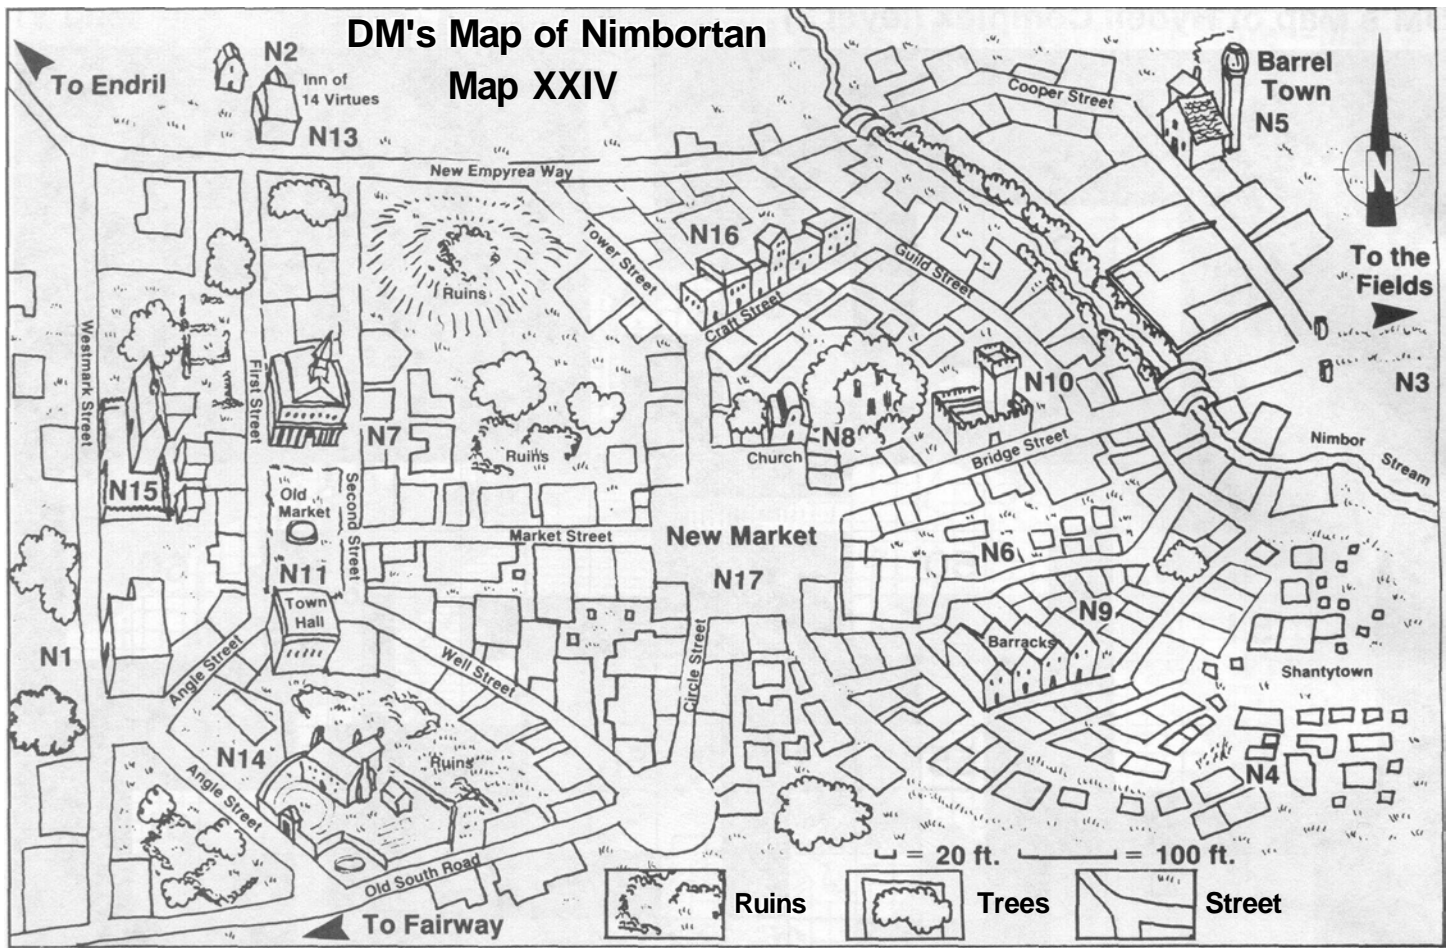 DM's Map of Nimbortan
Map XXIV
To Endril
N2
Inn of
14 Virtues
N13
Cooper Street
Barrel
Town
N5
N
New Empyrea Way
Tower Street
N16
Guild Street
Craft Street
Ruins
To the
Fields
Westmark Street
First Street
N7
Ruins
Church
N8
N10
Bridge Street
N3
Nimbor
Stream
N15
Old
Market
Second Street
Market Street
New Market
N11
N17
N6
Town
Hall
N9
Barracks
Shantytown
N1
Angle Street
Well Street
Circle Street
N14
Ruins
Angle Street
N4
Old South Road
To Fairway
= 20 ft.
= 100 ft.
Ruins
Trees
Street